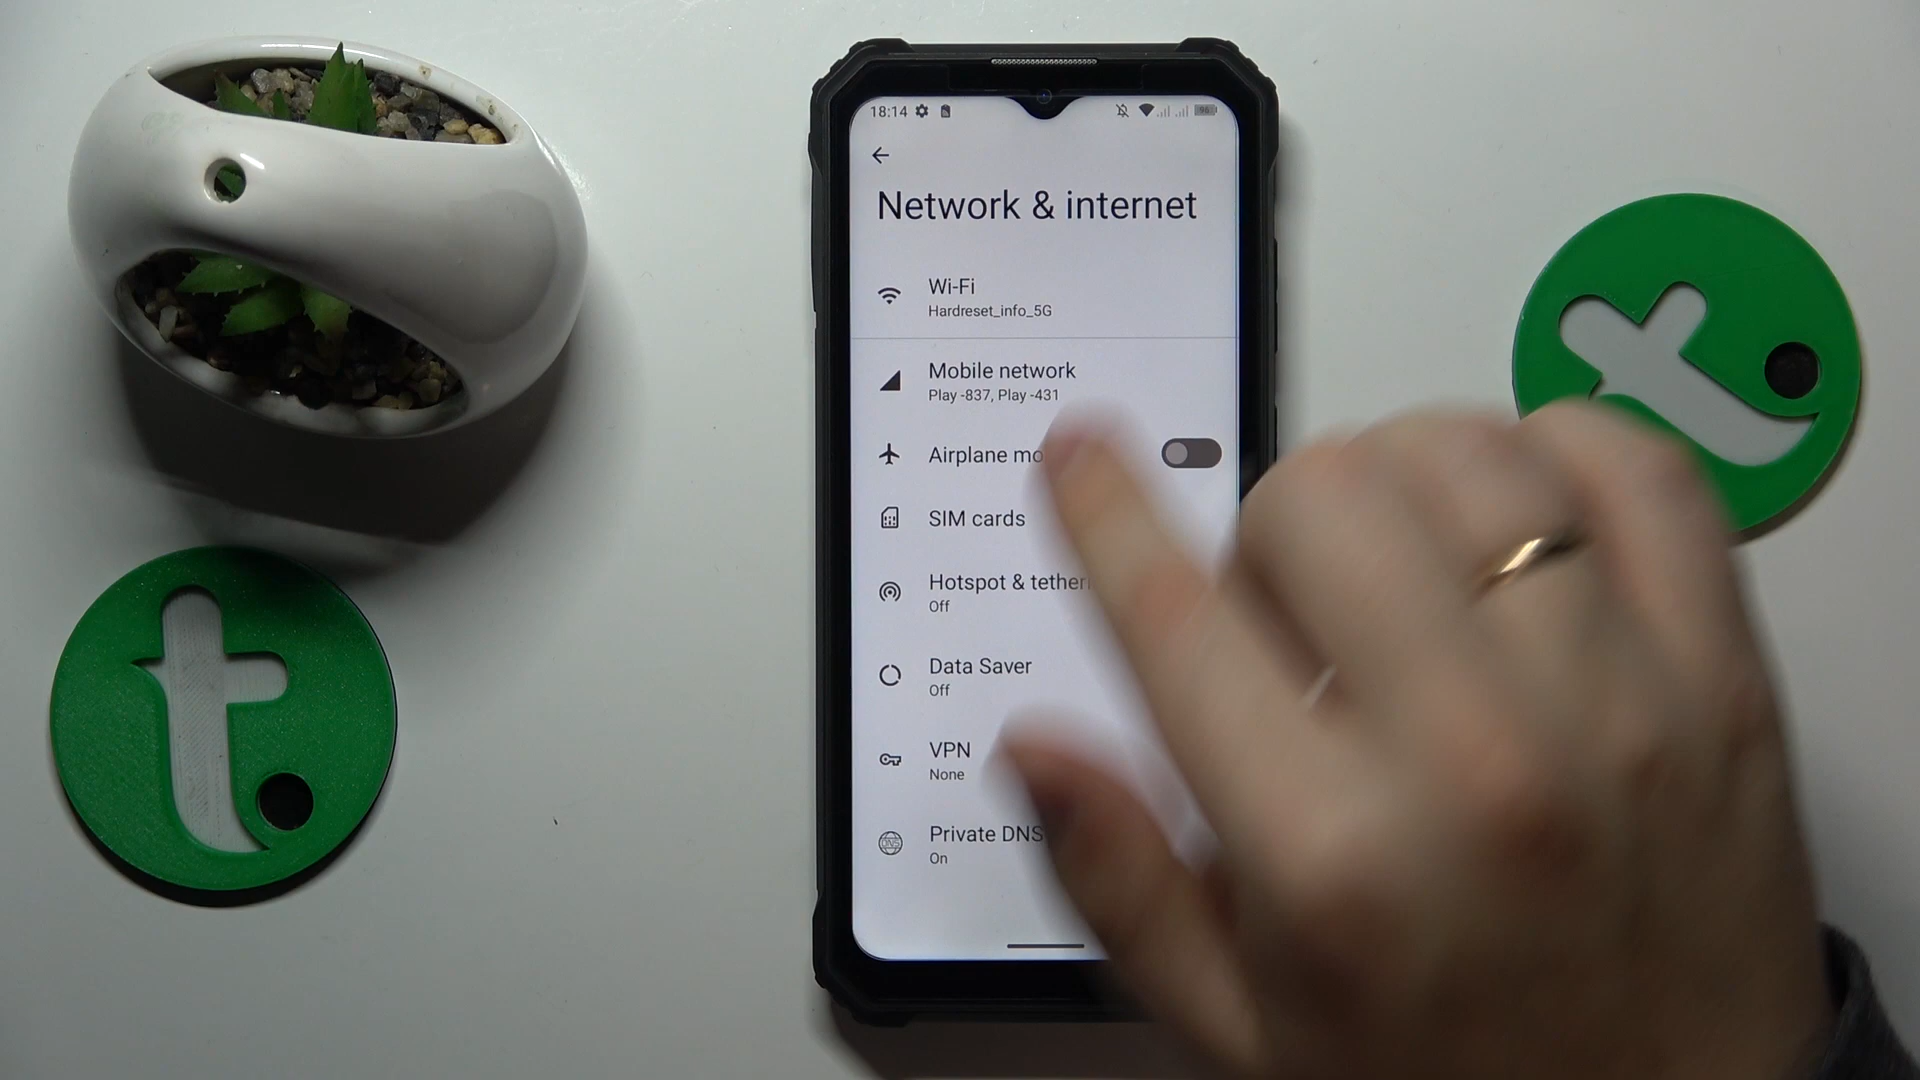 18:14
Network & internet
Wi-Fi
Hardreset_info_5G
Mobile network
Play -837, Play -431
Airplane mo
SIM cards
Hotspot & tether
Off
Data Saver
Off
VPN
None
Private DNS
On